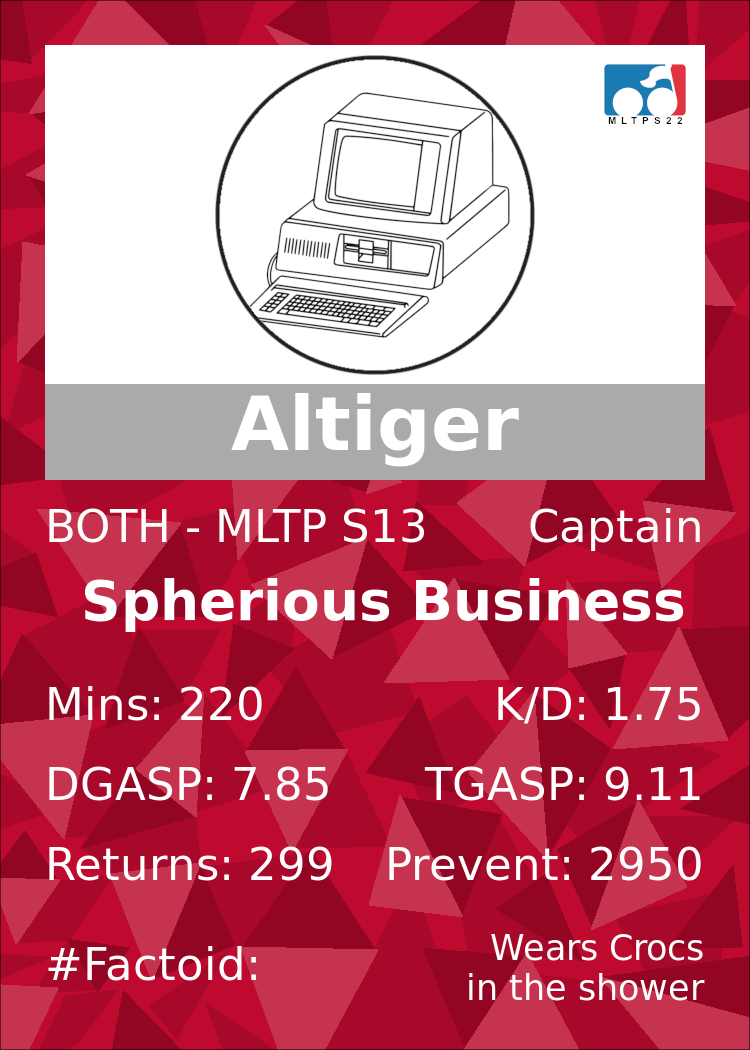 MLTPS22
Altiger
BOTH - MLTP S13 Captain
Spherious Business
Mins: 220 K/D: 1.75
DGASP: 7.85 TGASP: 9.11
Returns: 299 Prevent: 2950
#Factoid: Wears Crocs
in the shower